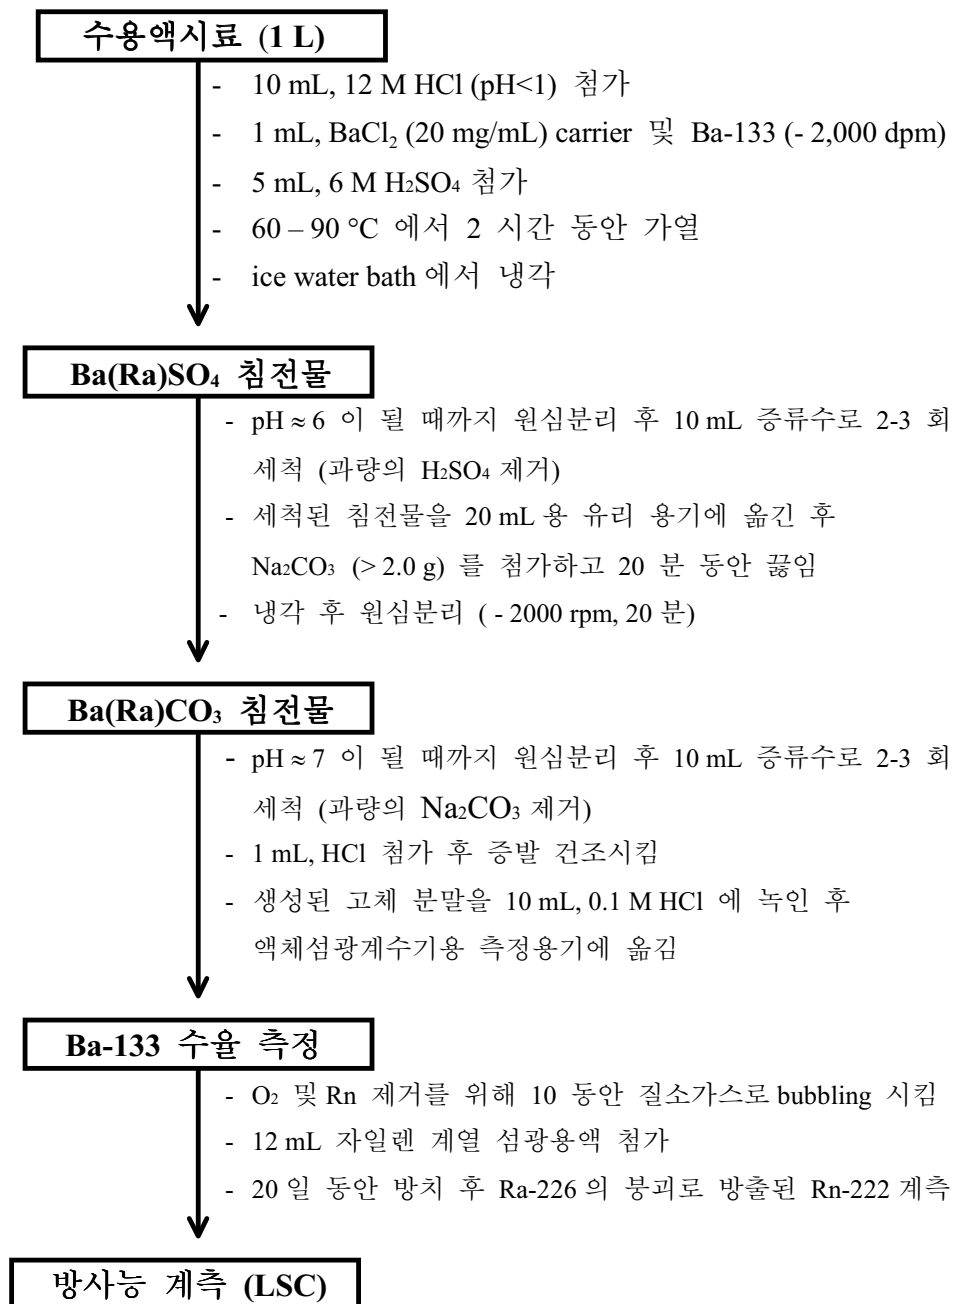 수용액시료 (1 L)
- 10 mL, 12 M HCl (pH<1) 첨가
- 1 mL, BaCl₂ (20 mg/mL) carrier 및 Ba-133 (- 2,000 dpm)
- 5 mL, 6 M H₂SO₄ 첨가
- 60 – 90 °C 에서 2 시간 동안 가열
- ice water bath 에서 냉각
Ba(Ra)SO₄ 침전물
- pH ≈ 6 이 될 때까지 원심분리 후 10 mL 증류수로 2-3 회
세척 (과량의 H₂SO₄ 제거)
- 세척된 침전물을 20 mL 용 유리 용기에 옮긴 후
Na₂CO₃ (> 2.0 g) 를 첨가하고 20 분 동안 끓임
- 냉각 후 원심분리 ( - 2000 rpm, 20 분)
Ba(Ra)CO₃ 침전물
- pH ≈ 7 이 될 때까지 원심분리 후 10 mL 증류수로 2-3 회
세척 (과량의 Na₂CO₃ 제거)
- 1 mL, HCl 첨가 후 증발 건조시킴
- 생성된 고체 분말을 10 mL, 0.1 M HCl 에 녹인 후
액체섬광계수기용 측정용기에 옮김
Ba-133 수율 측정
- O₂ 및 Rn 제거를 위해 10 동안 질소가스로 bubbling 시킴
- 12 mL 자일렌 계열 섬광용액 첨가
- 20 일 동안 방치 후 Ra-226 의 붕괴로 방출된 Rn-222 계측
방사능 계측 (LSC)